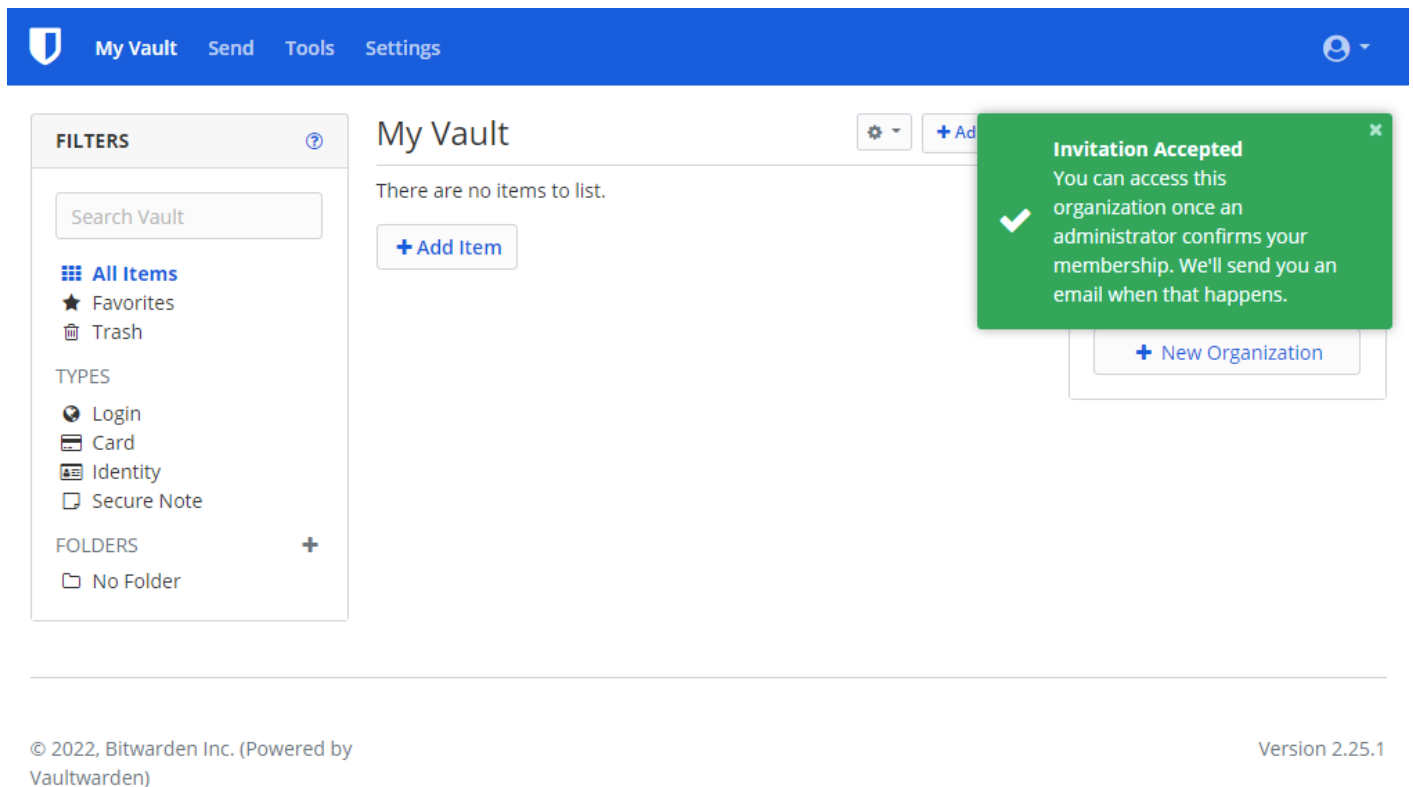 My Vault Send Tools Settings
FILTERS
Search Vault
All Items
Favorites
Trash
TYPES
Login
Card
Identity
Secure Note
FOLDERS
No Folder
My Vault
There are no items to list.
Add Item
Invitation Accepted
You can access this
organization once an
administrator confirms your
membership. We'll send you an
email when that happens.
New Organization
© 2022, Bitwarden Inc. (Powered by
Vaultwarden)
Version 2.25.1